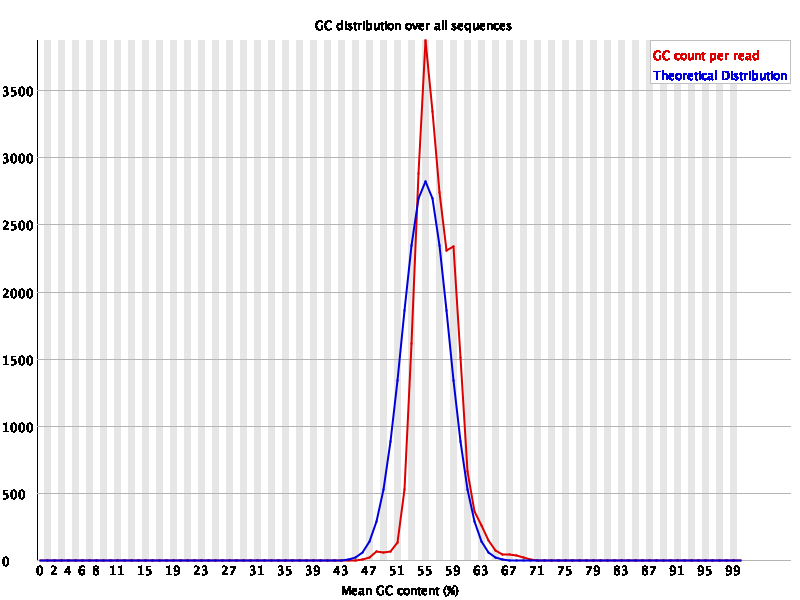 GC distribution over all sequences
GC count per read
Theoretical Distribution
3500
3000
2500
2000
1500
1000
500
0
0 2 4 6 8 11 15 19 23 27 31 35 39 43 47 51 55 59 63 67 71 75 79 83 87 91 95 99
Mean GC content (%)